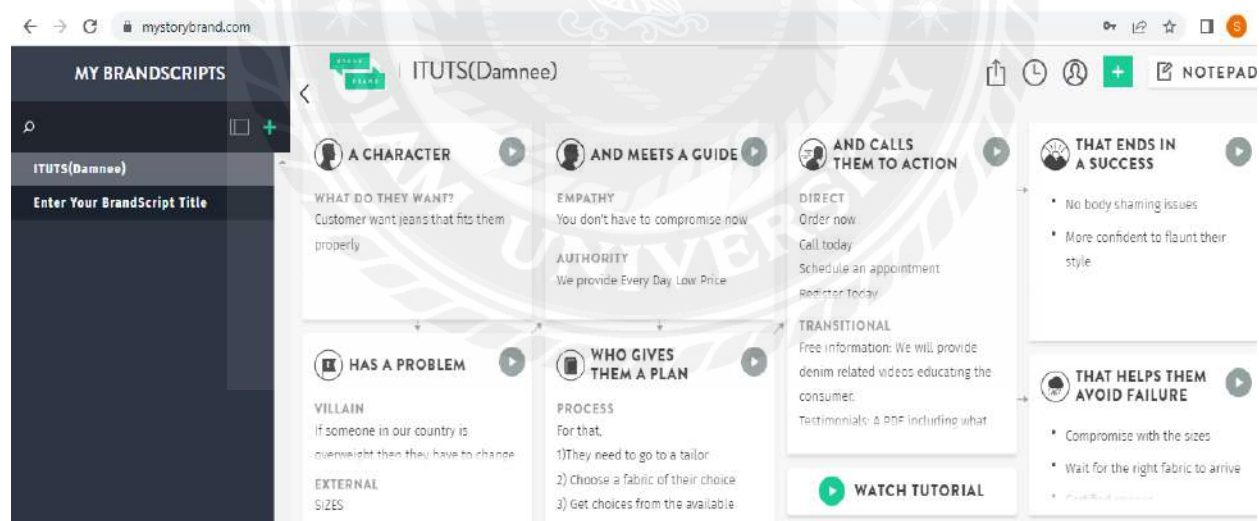 mystorybrand.com
S
MY BRANDSCRIPTS
ITUTS(Damnee)
NOTEPAD
ITUTS(Damnee)
Enter Your BrandScript Title
A CHARACTER
WHAT DO THEY WANT?
Customer want jeans that fits them
properly
HAS A PROBLEM
VILLAIN
If someone in our country is
overweight then they have to change
EXTERNAL
SIZES
AND MEETS A GUIDE
EMPATHY
You don't have to compromise now
AUTHORITY
We provide Every Day Low Price
WHO GIVES
THEM A PLAN
PROCESS
For that,
1)They need to go to a tailor
2) Choose a fabric of their choice
3) Get choices from the available
AND CALLS
THEM TO ACTION
DIRECT
Order now
Call today
Schedule an appointment
Register Today
TRANSITIONAL
Free information: We will provide
denim related videos educating the
consumer.
Testimonials: A PDF including what
WATCH TUTORIAL
THAT ENDS IN
A SUCCESS
No body shaming issues
More confident to flaunt their
style
THAT HELPS THEM
AVOID FAILURE
Compromise with the sizes
Wait for the right fabric to arrive
SIAM UNIVERSITY